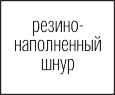 резино-
наполненный
шнур